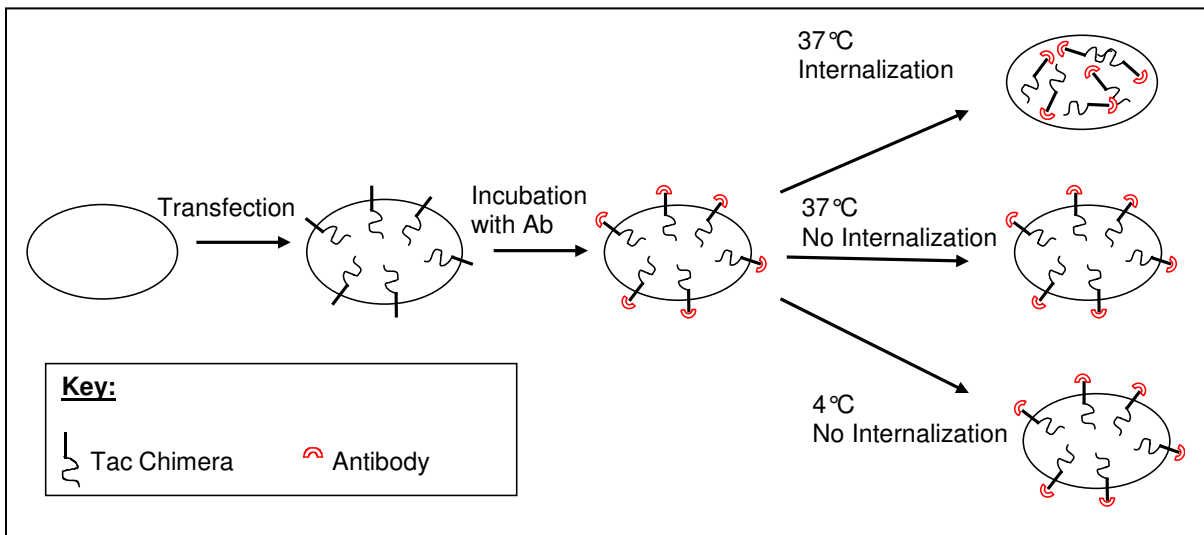 37°C
Internalization
Transfection
Incubation
with Ab
37°C
No Internalization
4°C
No Internalization
Key:
Tac Chimera
Antibody